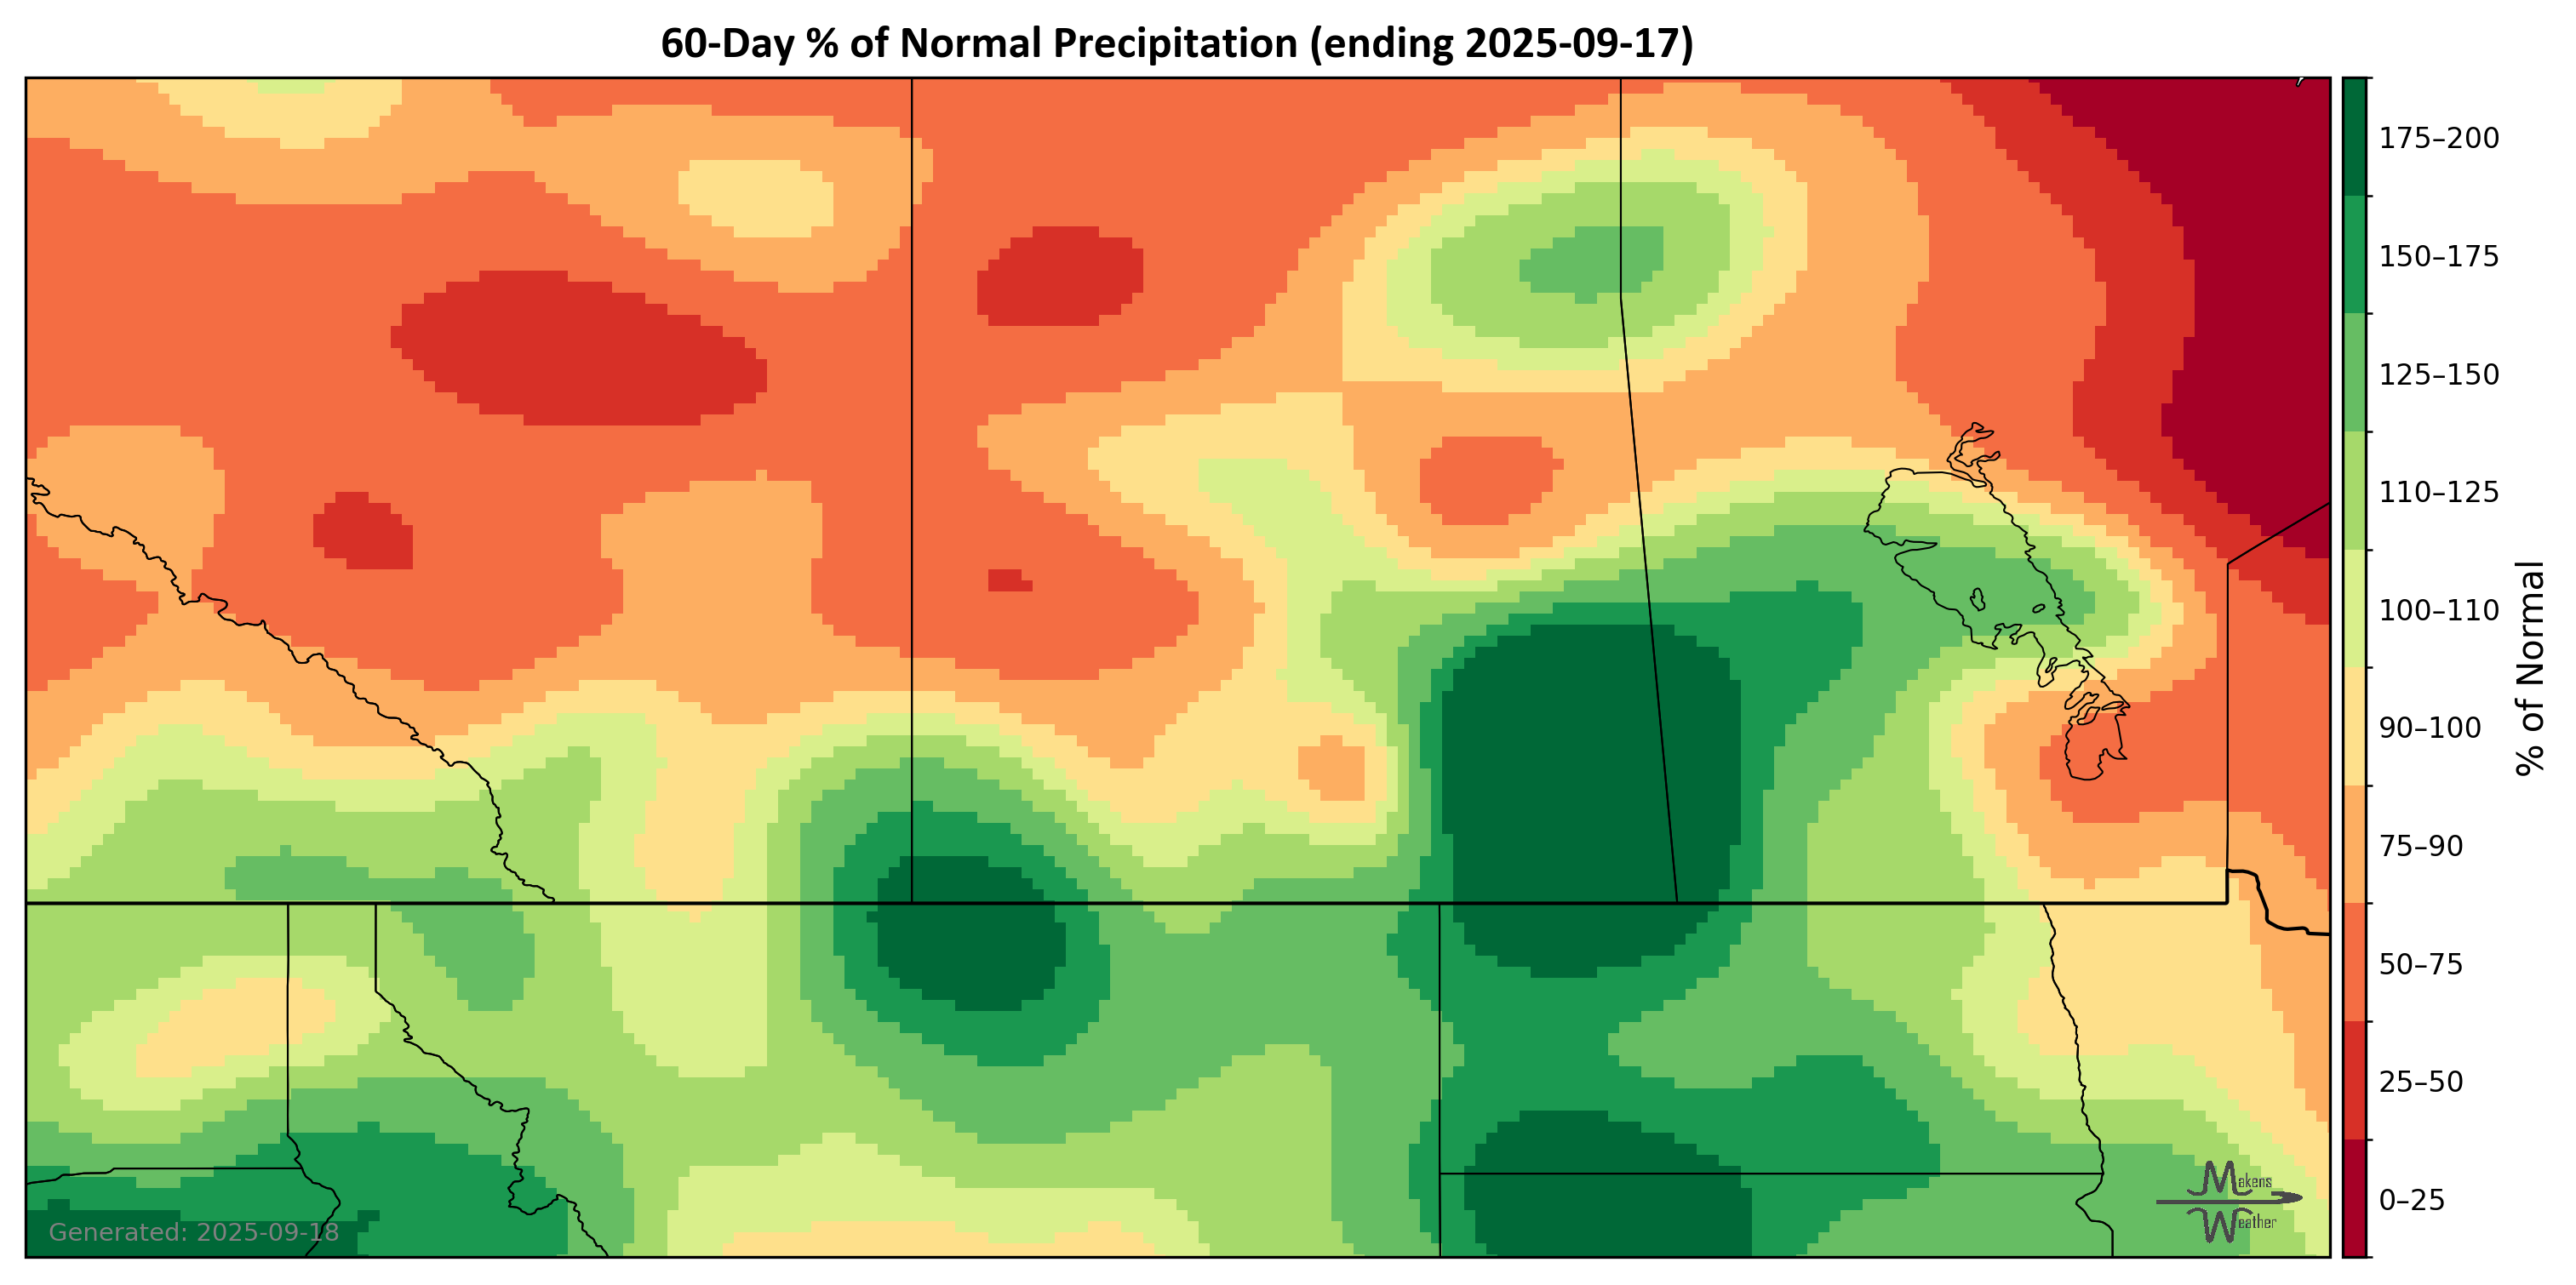 60-Day % of Normal Precipitation (ending 2025-09-17)
175–200
150–175
125–150
110–125
100–110
90–100
75–90
50–75
25–50
0–25
% of Normal
Generated: 2025-09-18
Makens
Weather